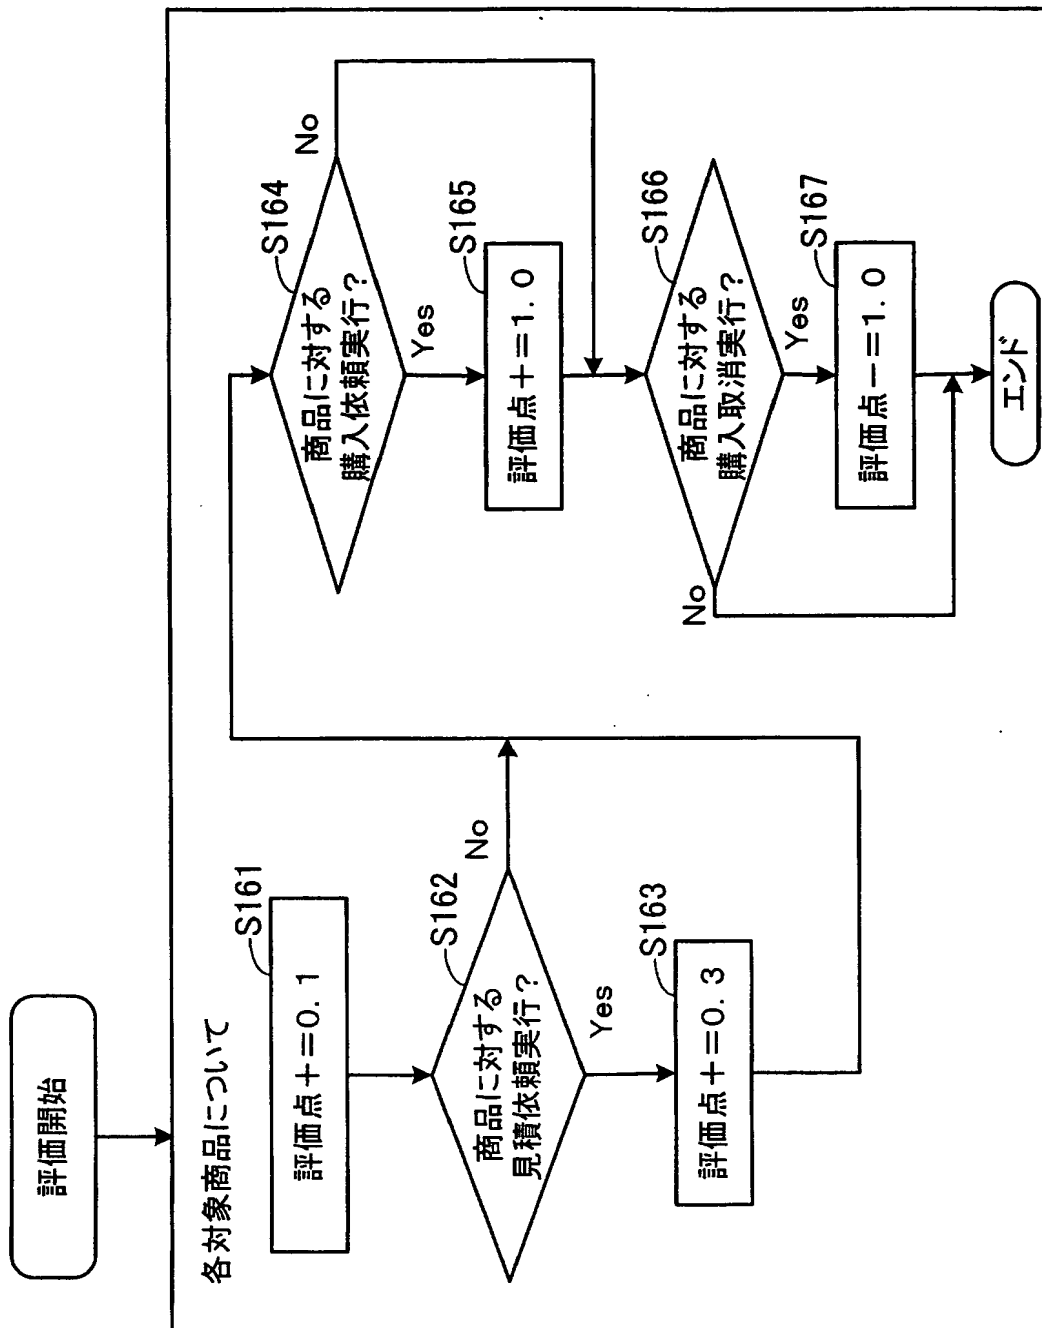 評価開始
各対象商品について
S161
評価点＋＝0．1
S162
商品に対する
見積依頼実行？
No
Yes
S163
評価点＋＝0．3
S164
商品に対する
購入依頼実行？
No
Yes
S165
評価点＋＝1．0
S166
商品に対する
購入取消実行？
No
Yes
S167
評価点－＝1．0
エンド